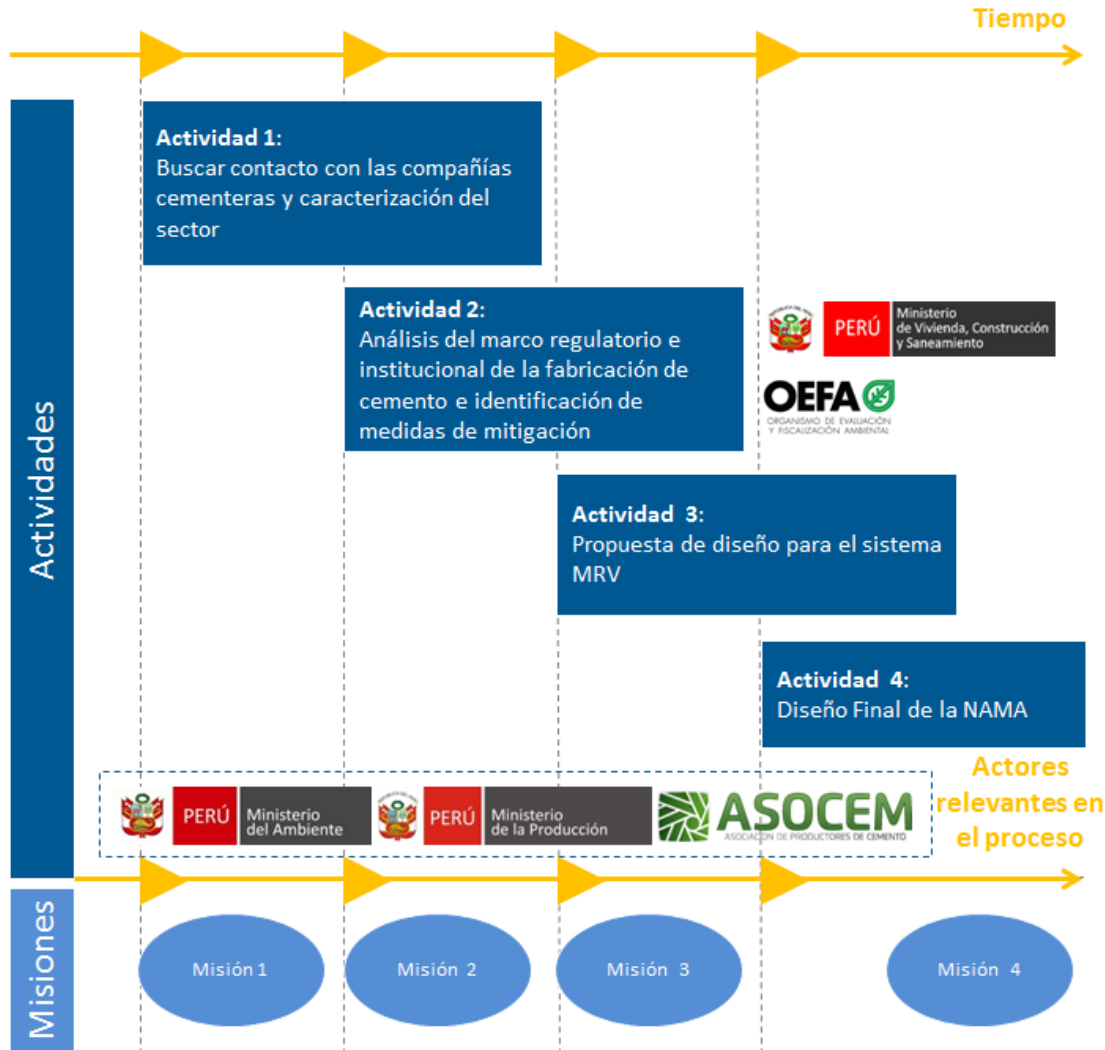 Tiempo
Actividades
Actividad 1:
Buscar contacto con las compañías
cementeras y caracterización del
sector
Actividad 2:
Análisis del marco regulatorio e
institucional de la fabricación de
cemento e identificación de
medidas de mitigación
PERÚ
Ministerio
de Vivienda, Construcción
y Saneamiento
OEFA
ORGANISMO DE EVALUACIÓN
Y FISCALIZACIÓN AMBIENTAL
Actividad 3:
Propuesta de diseño para el sistema
MRV
Actividad 4:
Diseño Final de la NAMA
PERÚ
Ministerio
del Ambiente
PERÚ
Ministerio
de la Producción
ASOCEM
ASOCIACIÓN DE PRODUCTORES DE CEMENTO
Actores
relevantes en
el proceso
Misiones
Misión 1
Misión 2
Misión 3
Misión 4